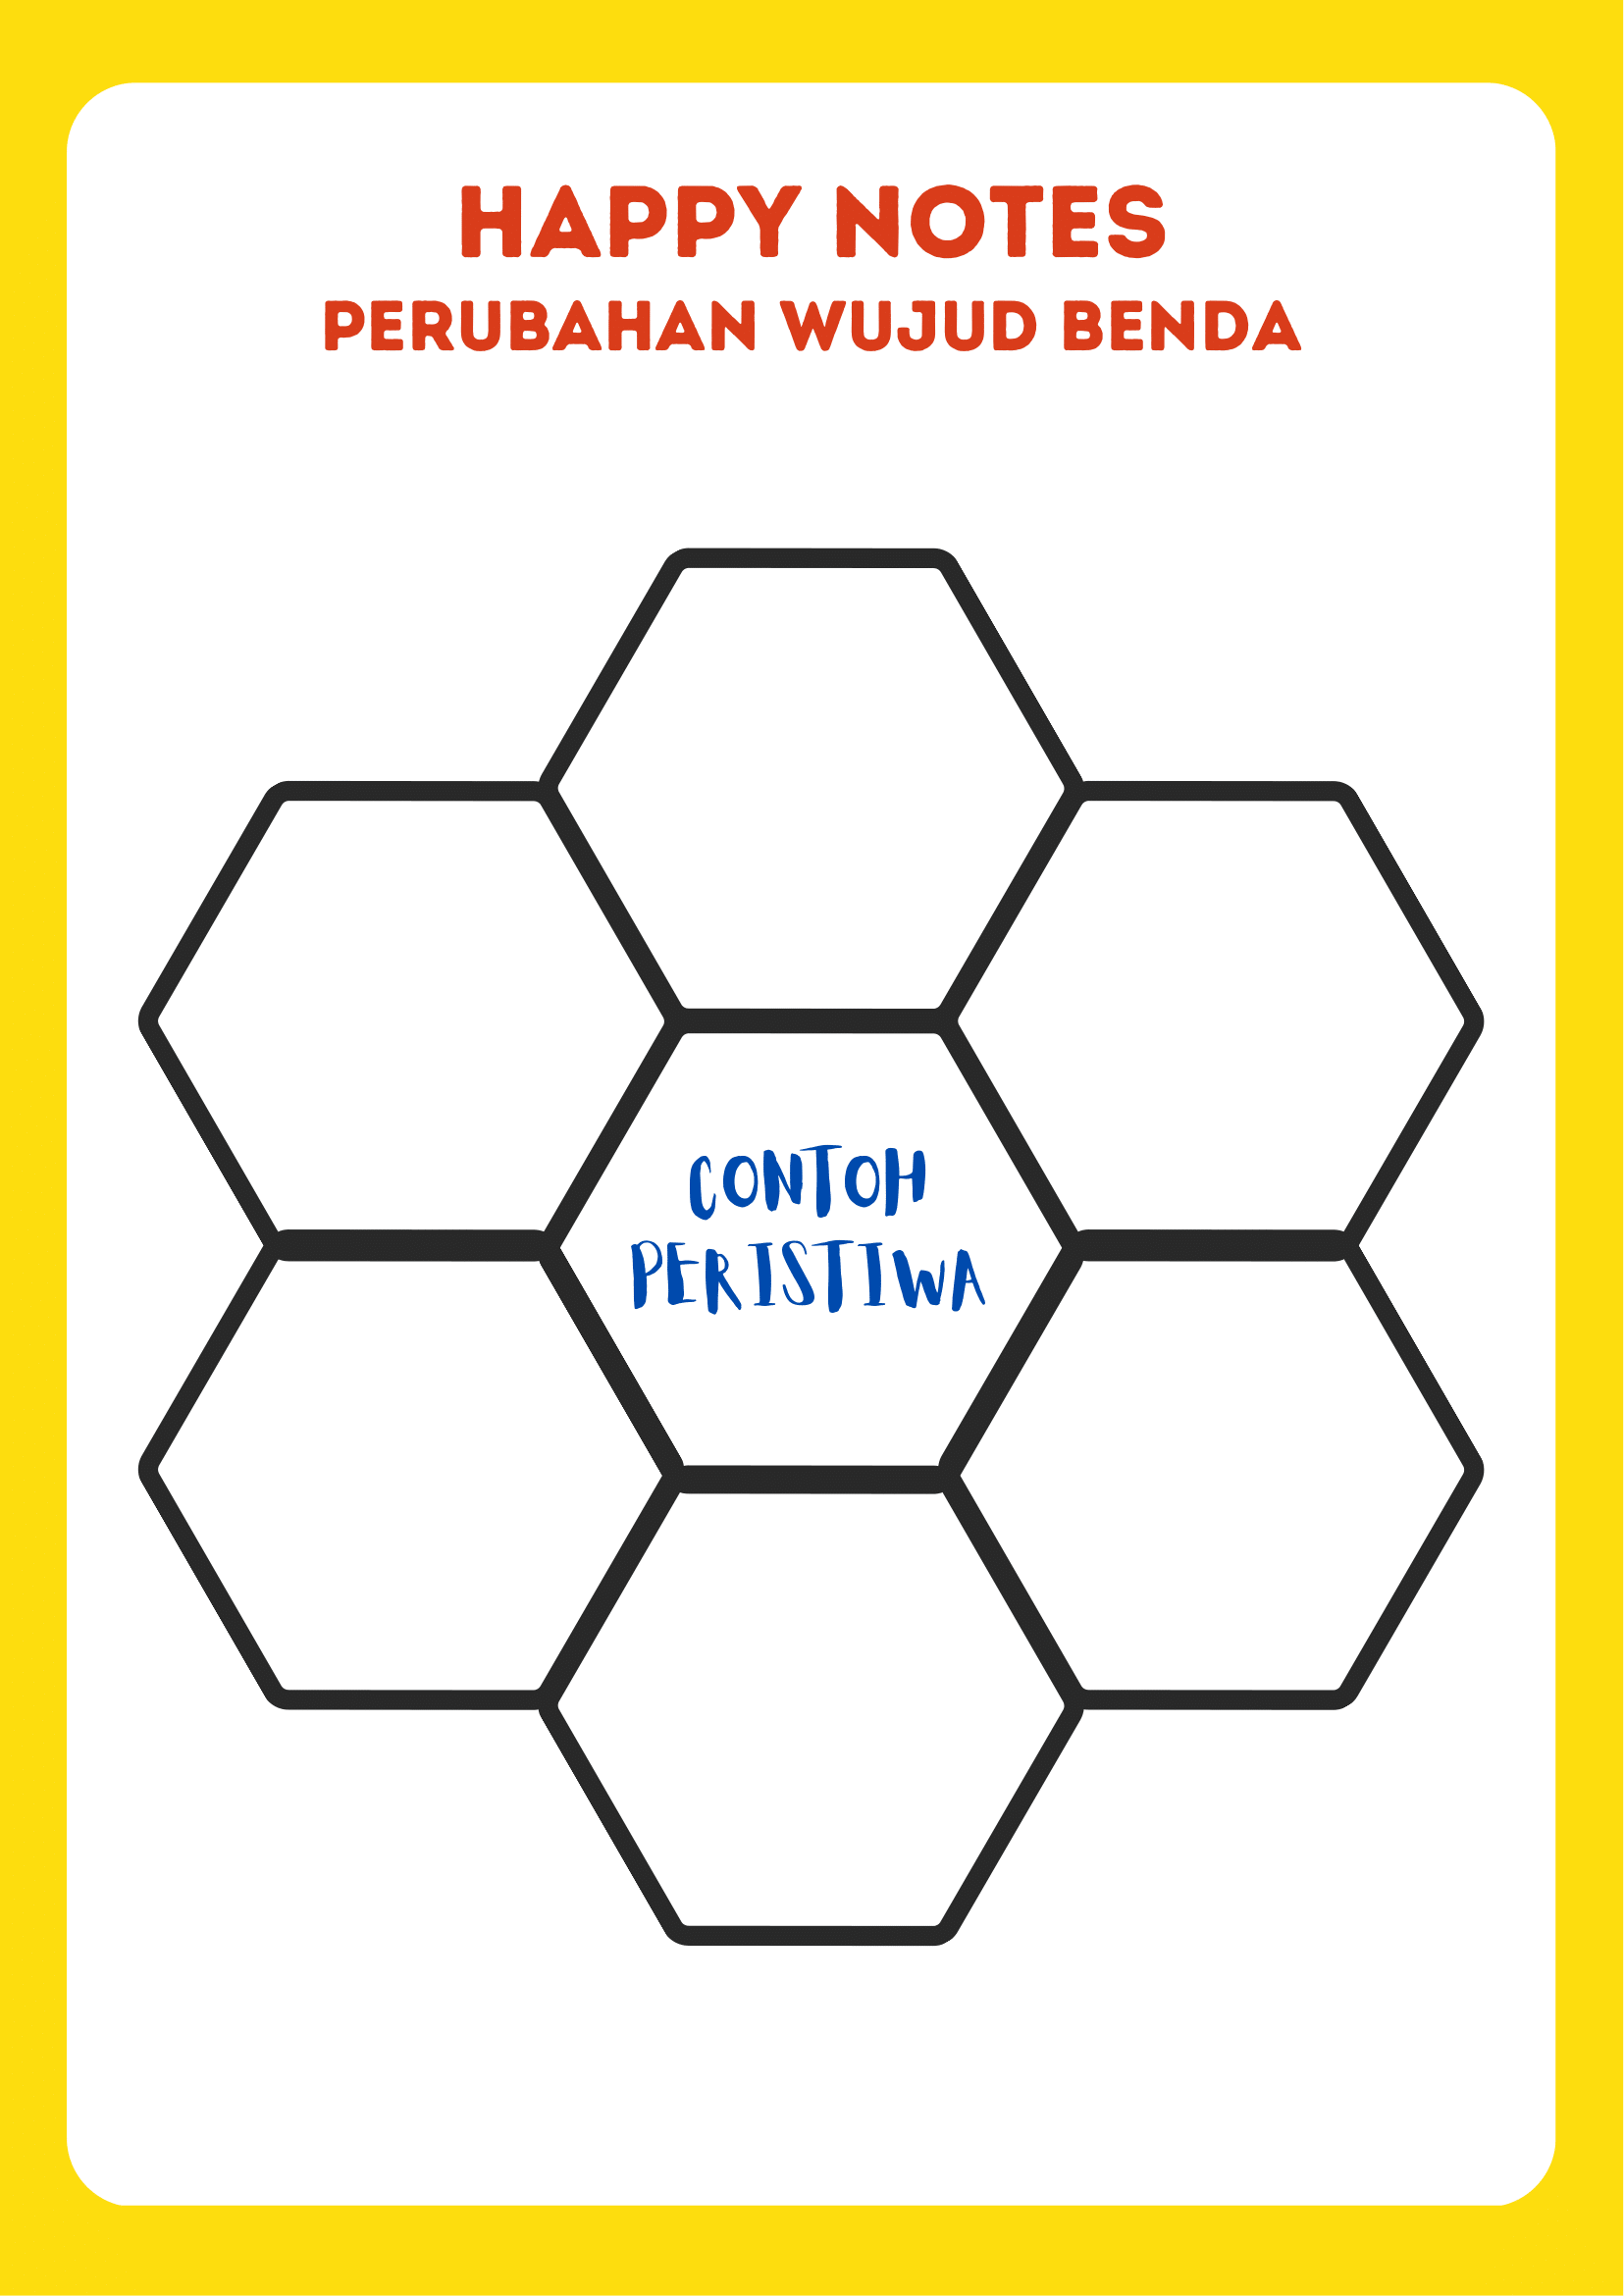 HAPPY NOTES
PERUBAHAN WUJUD BENDA
CONTOH
PERISTIWA